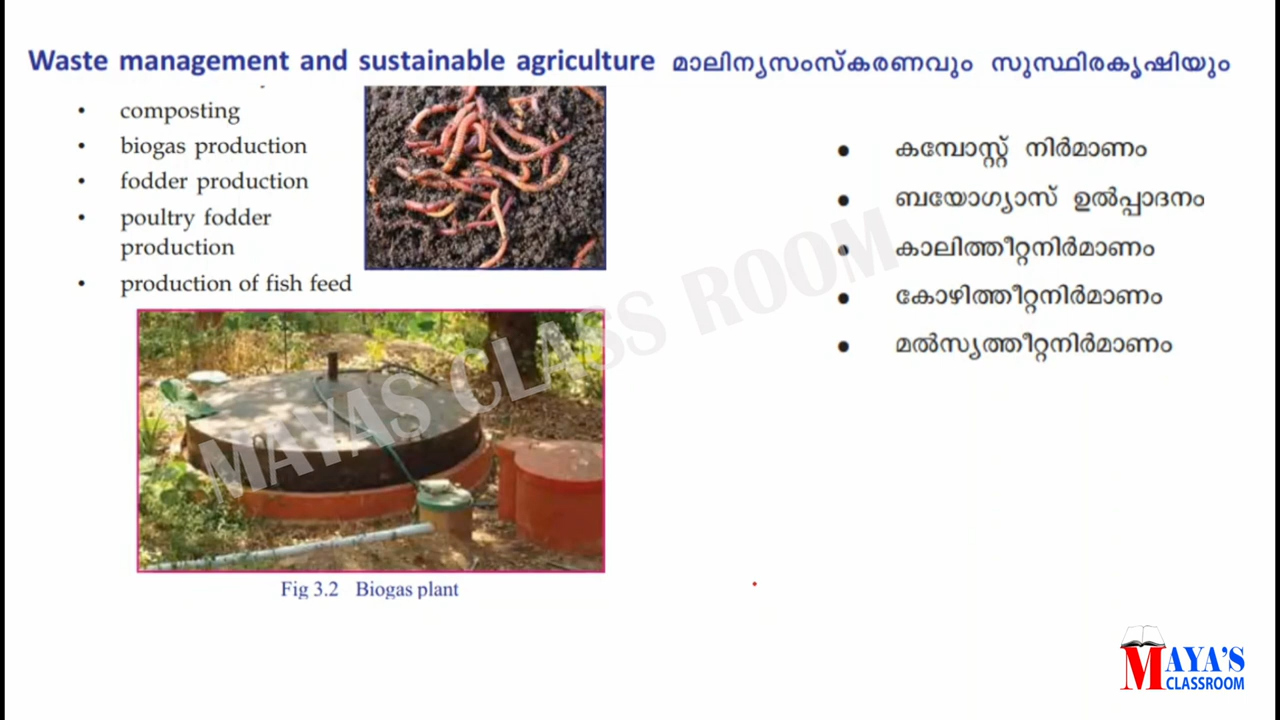 Waste management and sustainable agriculture മാലിന്യസംസ്കരണവും സുസ്ഥിരകൃഷിയും
• composting
• biogas production
• fodder production
• poultry fodder
production
• production of fish feed
• കമ്പോസ്റ്റ് നിർമാണം
• ബയോഗ്യാസ് ഉൽപ്പാദനം
• കാലിത്തീറ്റനിർമാണം
• കോഴിത്തീറ്റനിർമാണം
• മൽസ്യത്തീറ്റനിർമാണം
MAYAS CLASS ROOM
Fig 3.2 Biogas plant
MAYA'S
CLASSROOM